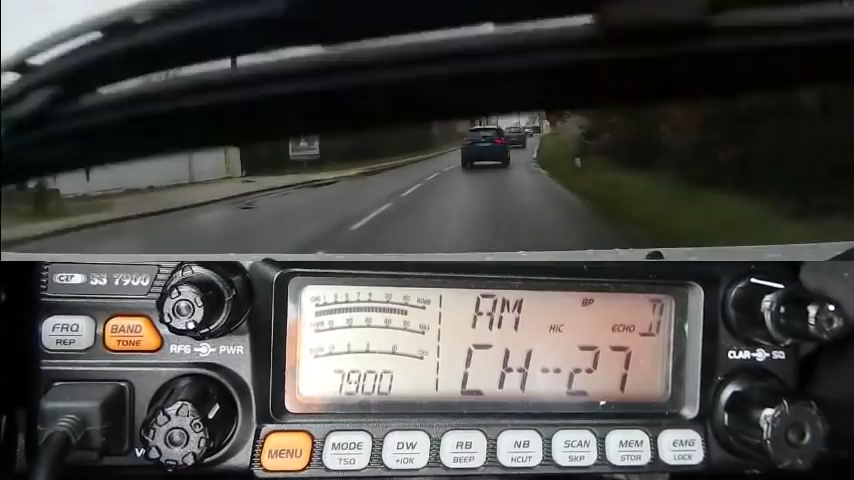 CRT SS 7900
FRQ
REP
BAND
TONE
RFG PWR
AM
BP
HIC
ECHO
D
7900
CH--27
CLAR SQ
MENU
MODE
TSQ
DW
+10K
RB
BEEP
NB
HCUT
SCAN
SKP
MEM
STOR
EMG
LOCK